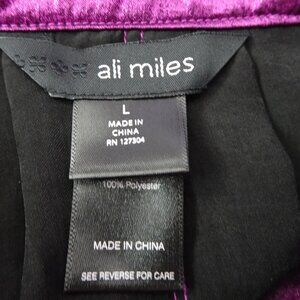 ali miles
L
MADE IN
CHINA
RN 127304
100% Polyester
MADE IN CHINA
SEE REVERSE FOR CARE